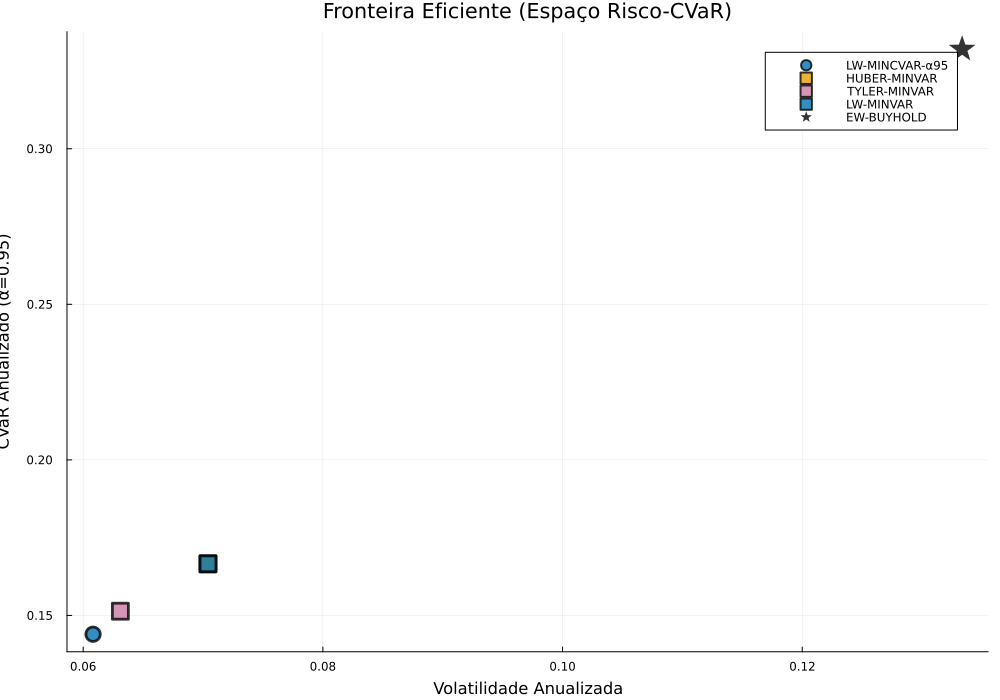 Fronteira Eficiente (Espaço Risco-CVaR)
LW-MINCVAR-α95
HUBER-MINVAR
TYLER-MINVAR
LW-MINVAR
EW-BUYHOLD
0.30
0.25
0.20
0.15
CVaR Anualizado (α=0.95)
0.06
0.08
0.10
0.12
Volatilidade Anualizada